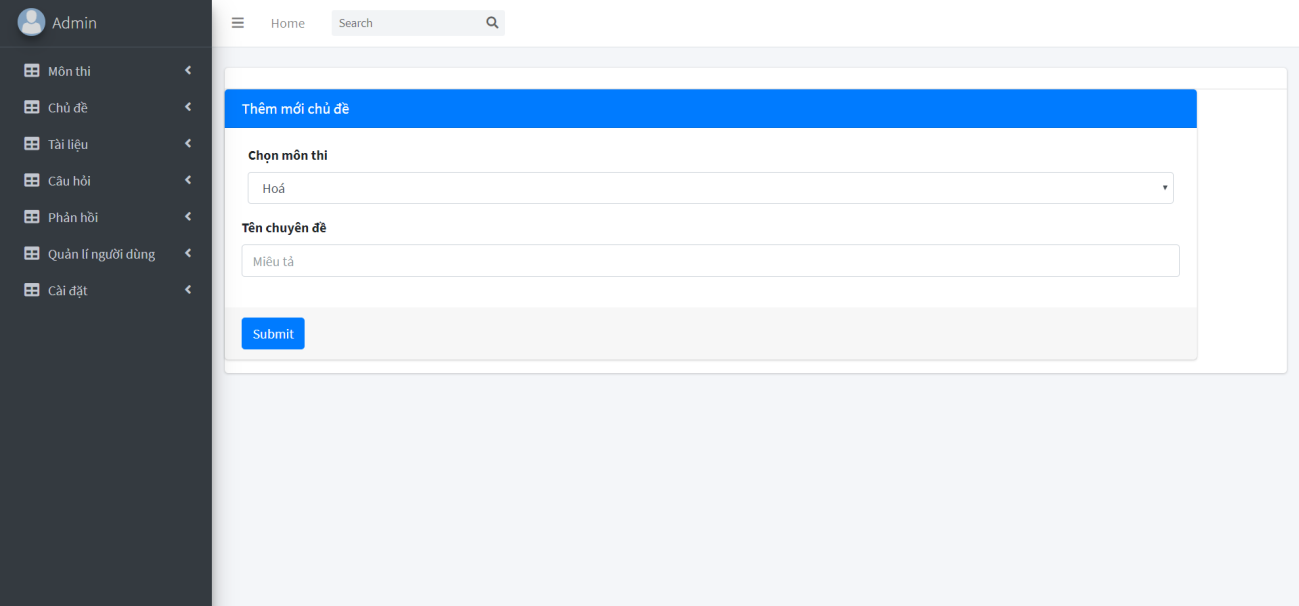 Admin
Home
Search
Môn thi
Chủ đề
Tài liệu
Câu hỏi
Phản hồi
Quản lí người dùng
Cài đặt
Thêm mới chủ đề
Chọn môn thi
Hoá
Tên chuyên đề
Miêu tả
Submit